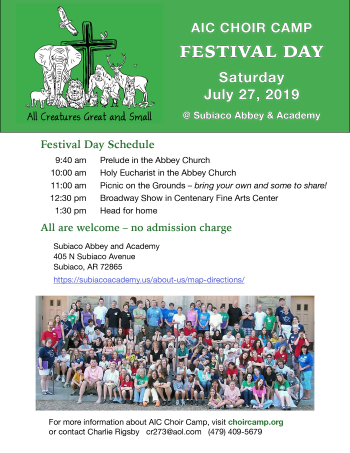 AIC CHOIR CAMP
FESTIVAL DAY
Saturday
July 27, 2019
@ Subiaco Abbey & Academy
All Creatures Great and Small
Festival Day Schedule
9:40 am Prelude in the Abbey Church
10:00 am Holy Eucharist in the Abbey Church
11:00 am Picnic on the Grounds – bring your own and some to share!
12:30 pm Broadway Show in Centenary Fine Arts Center
1:30 pm Head for home
All are welcome – no admission charge
Subiaco Abbey and Academy
405 N Subiaco Avenue
Subiaco, AR 72865
https://subiacoacademy.us/about-us/map-directions/
For more information about AIC Choir Camp, visit choircamp.org
or contact Charlie Rigsby cr273@aol.com (479) 409-5679